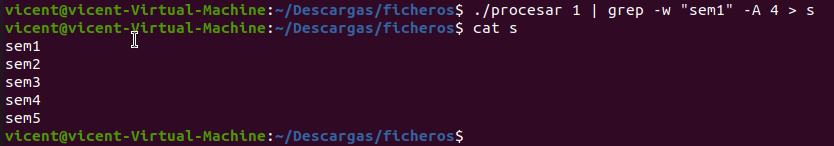 vicent@vicent-Virtual-Machine:~/Descargas/ficheros$ ./procesar 1 | grep -w "sem1" -A 4 > s
vicent@vicent-Virtual-Machine:~/Descargas/ficheros$ cat s
sem1
sem2
sem3
sem4
sem5
vicent@vicent-Virtual-Machine:~/Descargas/ficheros$